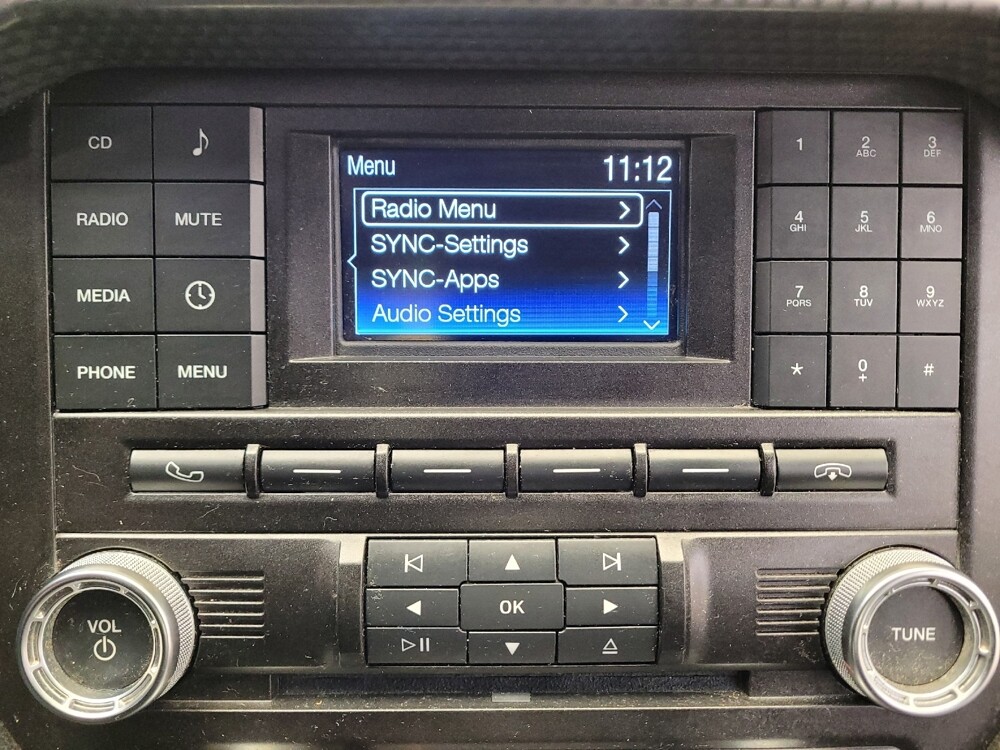 CD
RADIO MUTE
MEDIA
PHONE MENU
Menu 11:12
Radio Menu
SYNC-Settings
SYNC-Apps
Audio Settings
1 2 ABC 3 DEF
4 GHI 5 JKL 6 MNO
7 PQRS 8 TUV 9 WXYZ
* 0 + #
OK
VOL
TUNE